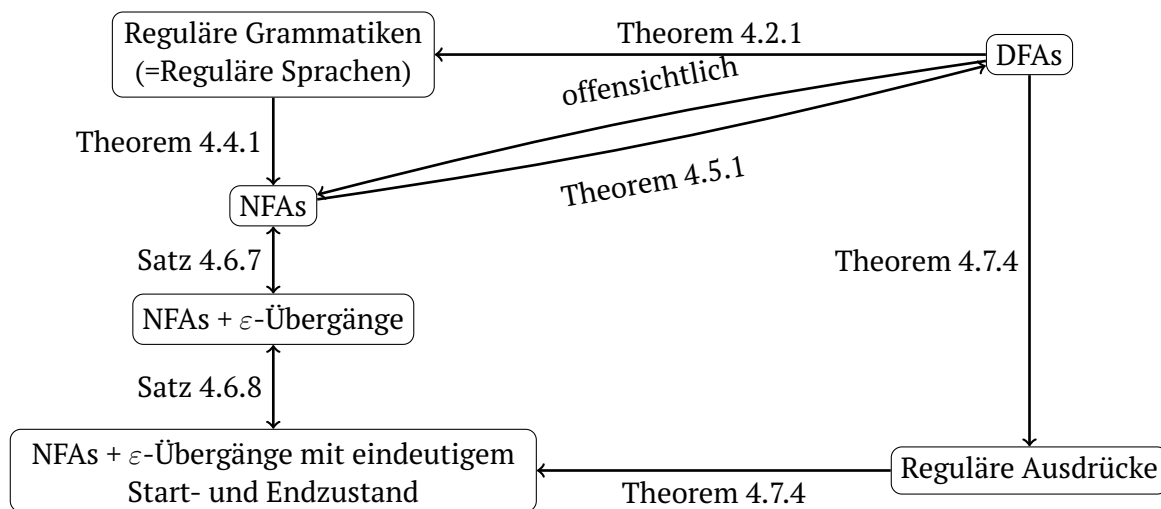 Reguläre Grammatiken
(=Reguläre Sprachen)
Theorem 4.2.1
DFAs
offensichtlich
Theorem 4.4.1
Theorem 4.5.1
NFAs
Satz 4.6.7
Theorem 4.7.4
NFAs + ε-Übergänge
Satz 4.6.8
NFAs + ε-Übergänge mit eindeutigem
Start- und Endzustand
Theorem 4.7.4
Reguläre Ausdrücke